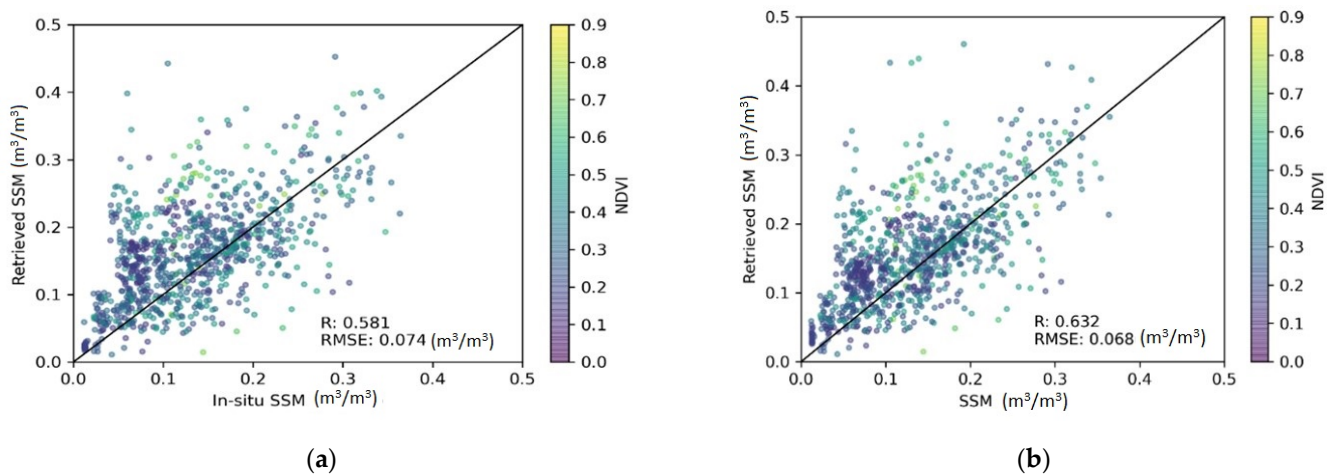 0.5
0.4
0.3
0.2
0.1
0.0
Retrieved SSM (m³/m³)
0.0 0.1 0.2 0.3 0.4 0.5
In-situ SSM (m³/m³)
R: 0.581
RMSE: 0.074 (m³/m³)
0.9
0.8
0.7
0.6
0.5
0.4
0.3
0.2
0.1
0.0
NDVI
(a)
0.5
0.4
0.3
0.2
0.1
0.0
Retrieved SSM (m³/m³)
0.0 0.1 0.2 0.3 0.4 0.5
SSM (m³/m³)
R: 0.632
RMSE: 0.068 (m³/m³)
0.9
0.8
0.7
0.6
0.5
0.4
0.3
0.2
0.1
0.0
NDVI
(b)